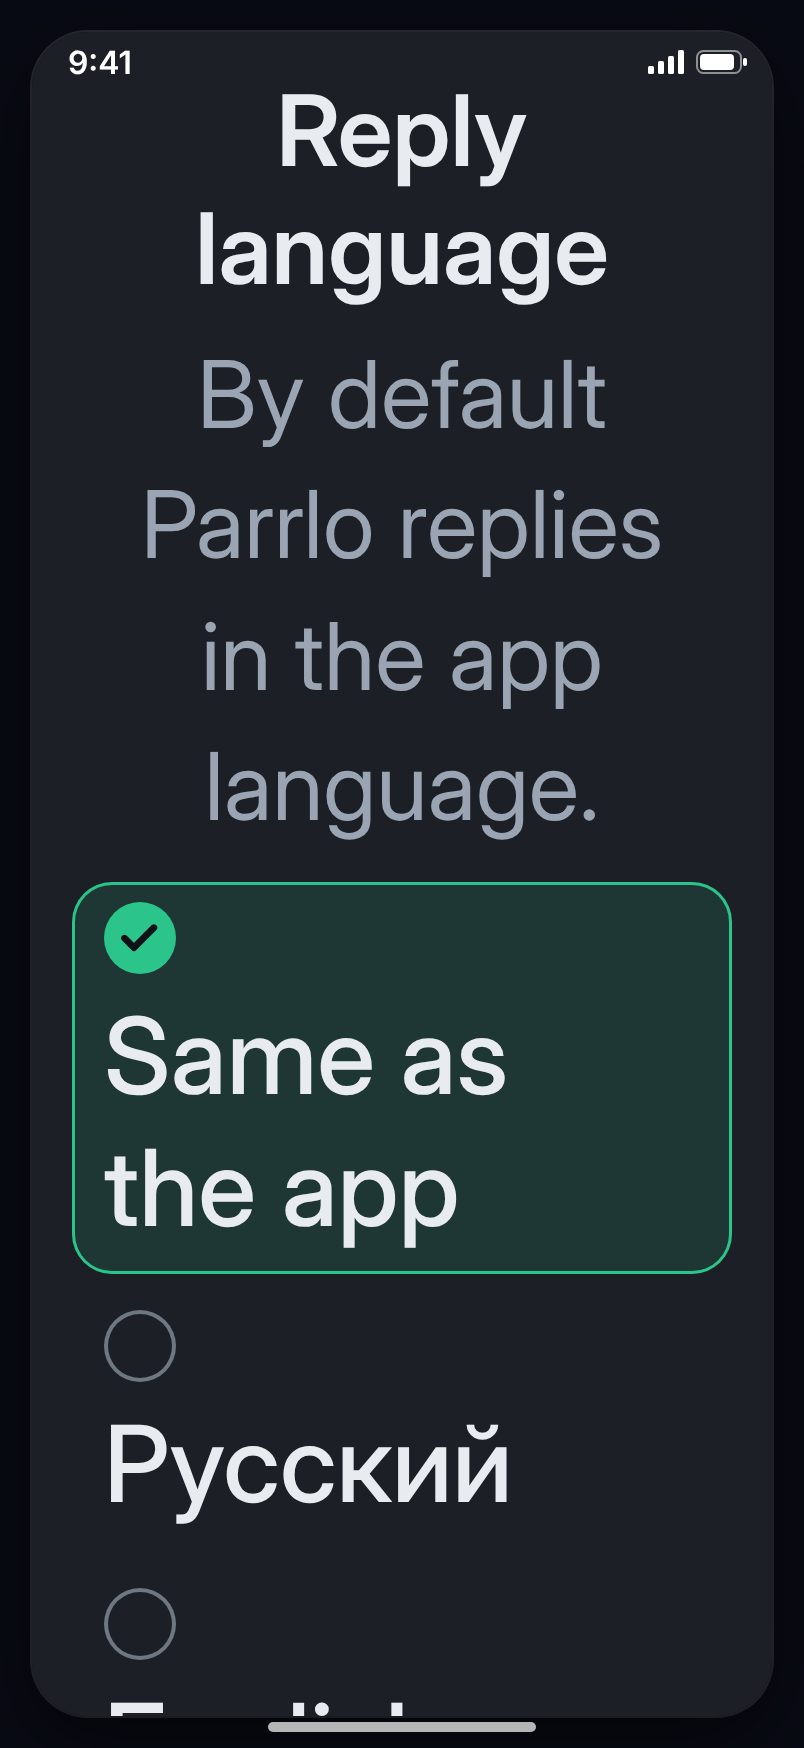 9:41
Reply
language
By default
Parrlo replies
in the app
language.
Same as
the app
Русский